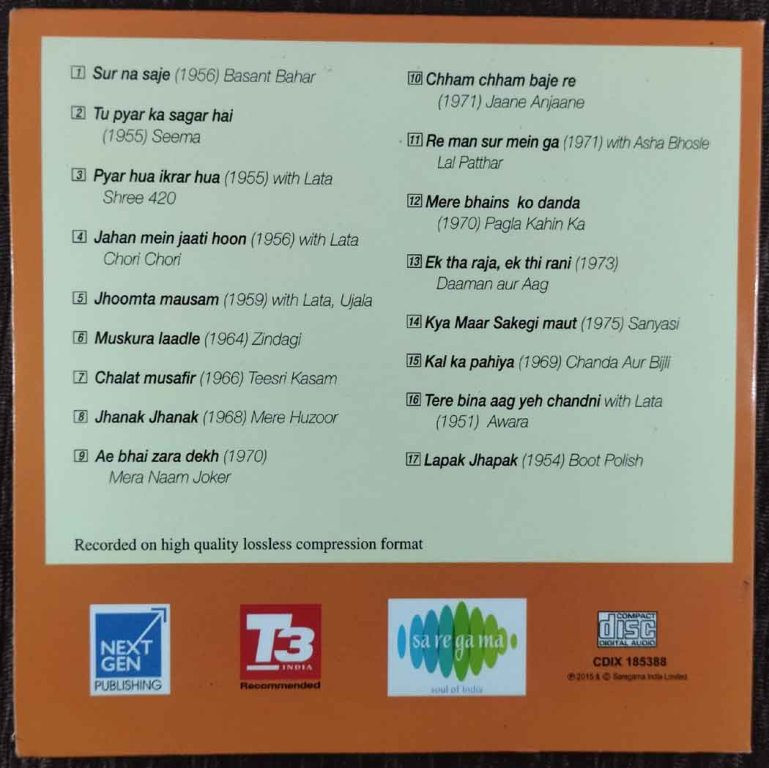 1 Sur na saje (1956) Basant Bahar
2 Tu pyar ka sagar hai
(1955) Seema
3 Pyar hua ikrar hua (1955) with Lata
Shree 420
4 Jahan mein jaati hoon (1956) with Lata
Chori Chori
5 Jhoomta mausam (1959) with Lata, Ujala
6 Muskura laadle (1964) Zindagi
7 Chalat musafir (1966) Teesri Kasam
8 Jhanak Jhanak (1968) Mere Huzoor
9 Ae bhai zara dekh (1970)
Mera Naam Joker
10 Chham chham baje re
(1971) Jaane Anjaane
11 Re man sur mein ga (1971) with Asha Bhosle
Lal Patthar
12 Mere bhains ko danda
(1970) Pagla Kahin Ka
13 Ek tha raja, ek thi rani (1973)
Daaman aur Aag
14 Kya Maar Sakegi maut (1975) Sanyasi
15 Kal ka pahiya (1969) Chanda Aur Bijli
16 Tere bina aag yeh chandni with Lata
(1951) Awara
17 Lapak Jhapak (1954) Boot Polish
Recorded on high quality lossless compression format
NEXT
GEN
PUBLISHING
T3
INDIA
Recommended
sa re ga ma
soul of India
COMPACT
disc
DIGITAL AUDIO
CDIX 185388
℗ 2015 & © Saregama India Limited